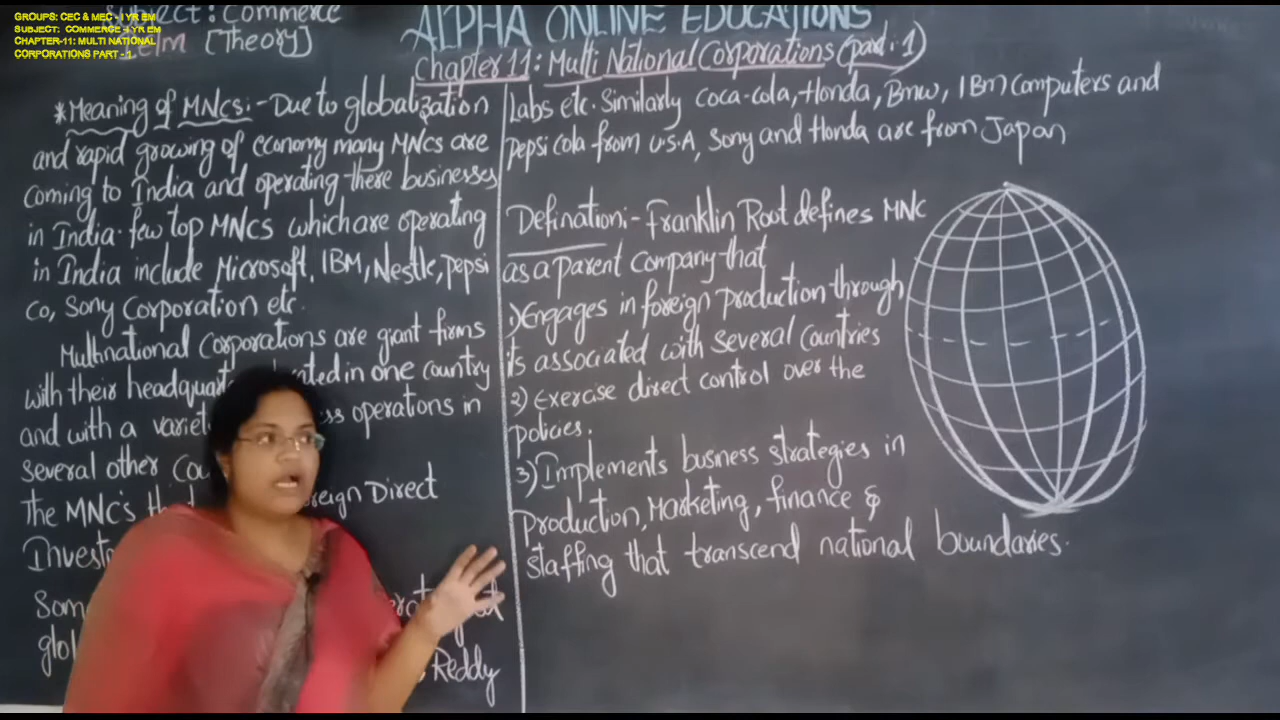 GROUPS: CEC & MEC - I YR EM
SUBJECT: COMMERCE - I YR EM
CHAPTER-11: MULTI NATIONAL
CORPORATIONS PART - 1
Subject: Commerce
[Theory]
ALPHA ONLINE EDUCATIONS
Chapter 11: Multi National Corporations (part.1)
*Meaning of MNCs:- Due to globalization
and rapid growing of economy many MNCs are
coming to India and operating there businesses
in India. few top MNCs which are operating
in India include Microsoft, IBM, Nestle, pepsi
co, Sony Corporation etc.
Multinational corporations are giant firms
with their in one country
and with a operations in
several other
the MNC's Direct
Reddy
Labs etc. Similarly coca-cola, Honda, Bmw, IBM Computers and
pepsi cola from U.S.A, Sony and Honda are from Japan
Defination:- Franklin Root defines MNC
as a parent company that
1) Engages in foreign production through
its associated with several countries
2) Exercise direct control over the
policies.
3) Implements busness strategies in
production, Marketing, finance &
staffing that transcend national boundaries.